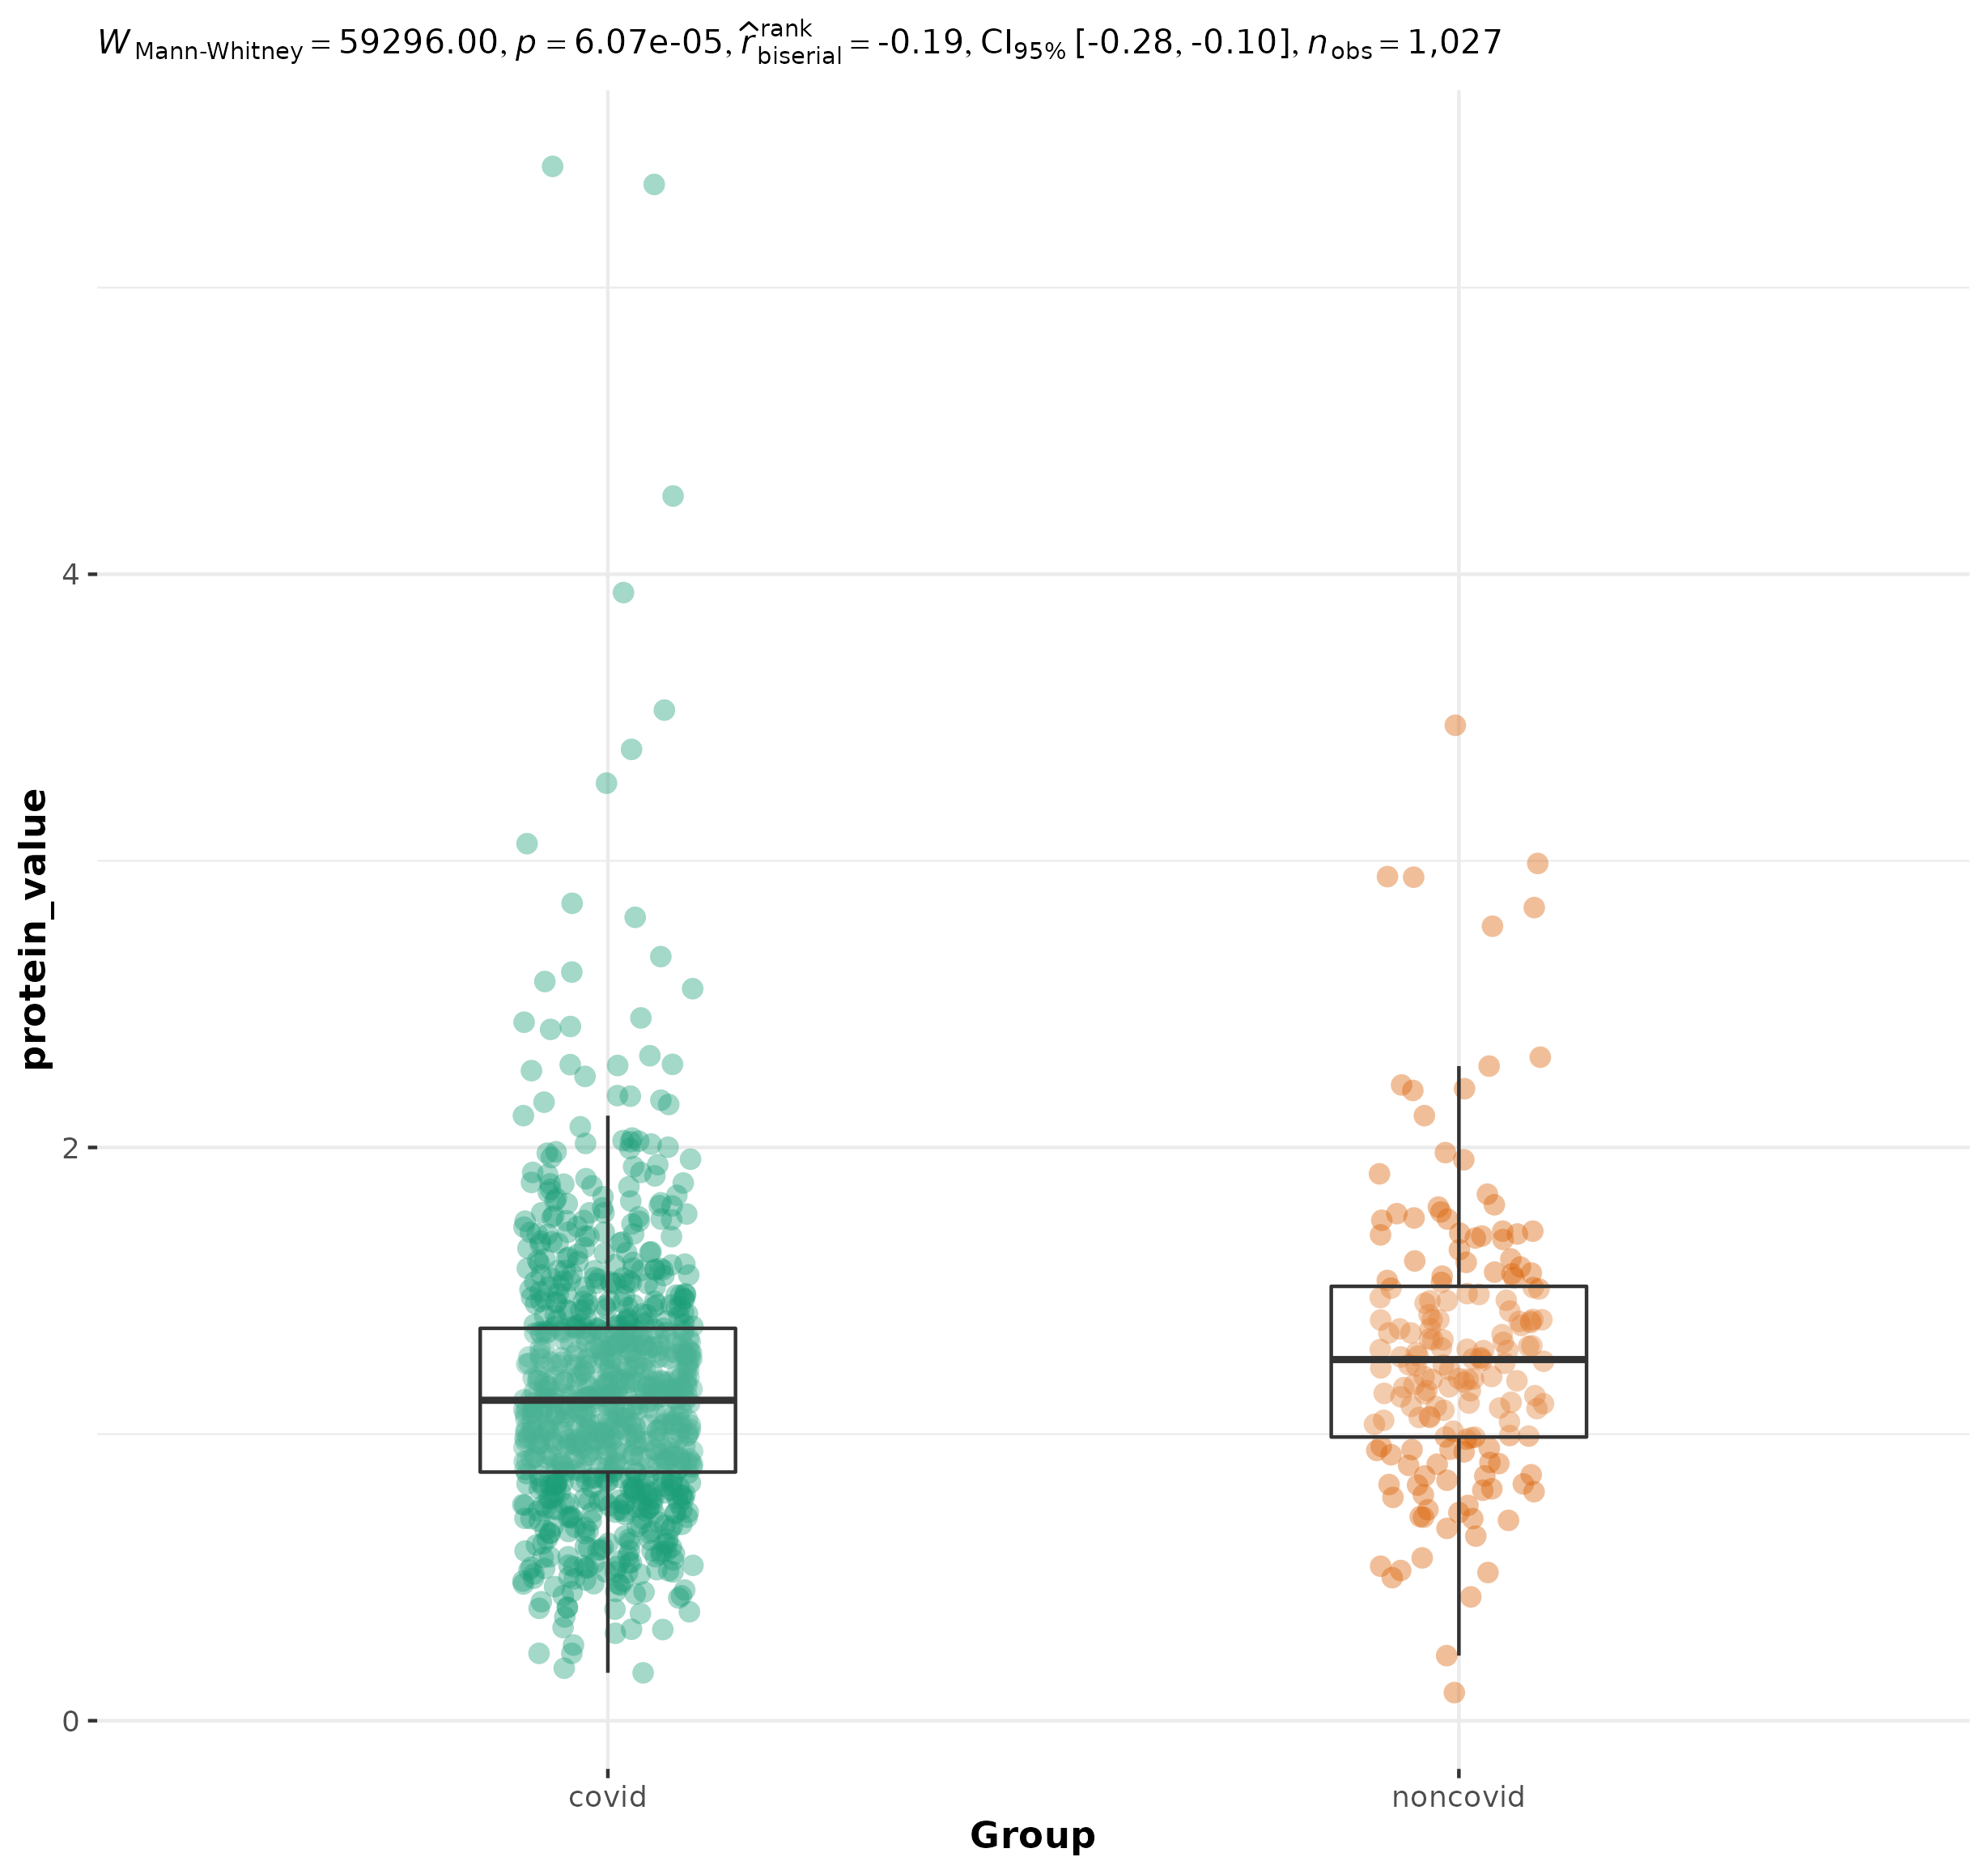 W Mann-Whitney = 59296.00, p = 6.07e-05, r̂ rank biserial = -0.19, CI95% [-0.28, -0.10], nobs = 1,027
4
2
0
protein_value
covid noncovid
Group